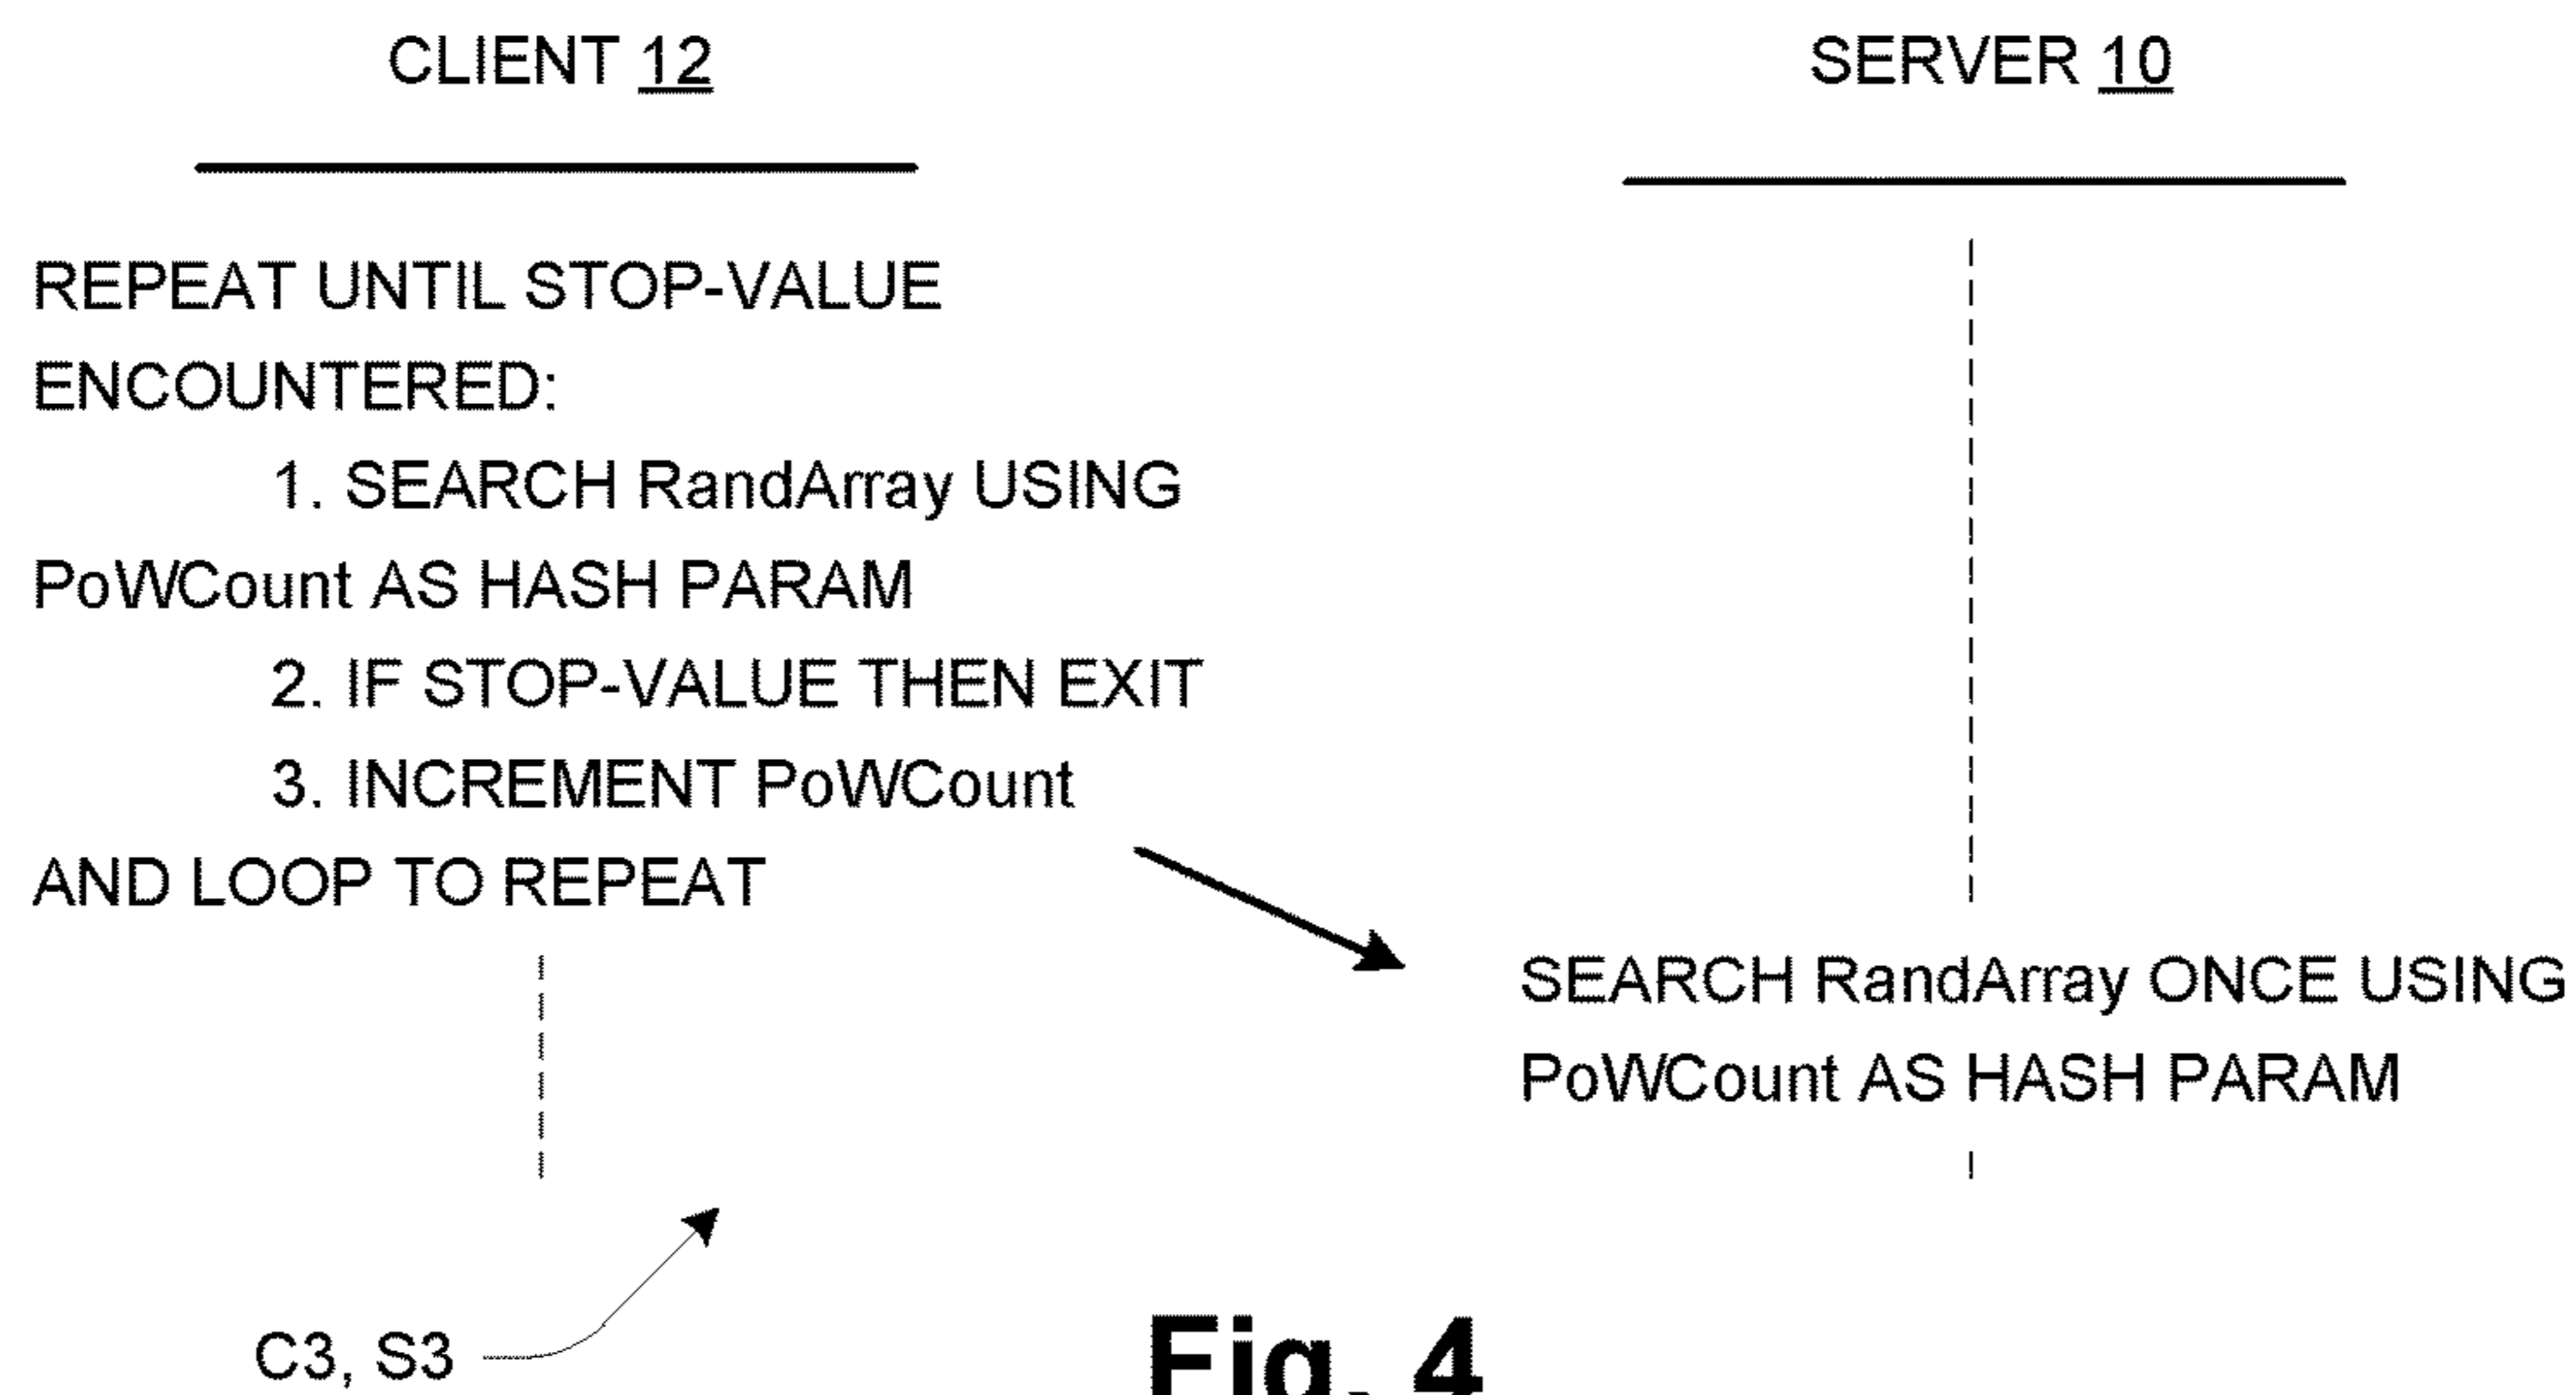 CLIENT 12
SERVER 10
REPEAT UNTIL STOP-VALUE
ENCOUNTERED:
1. SEARCH RandArray USING
PoWCount AS HASH PARAM
2. IF STOP-VALUE THEN EXIT
3. INCREMENT PoWCount
AND LOOP TO REPEAT
SEARCH RandArray ONCE USING
PoWCount AS HASH PARAM
C3, S3
Fig. 4